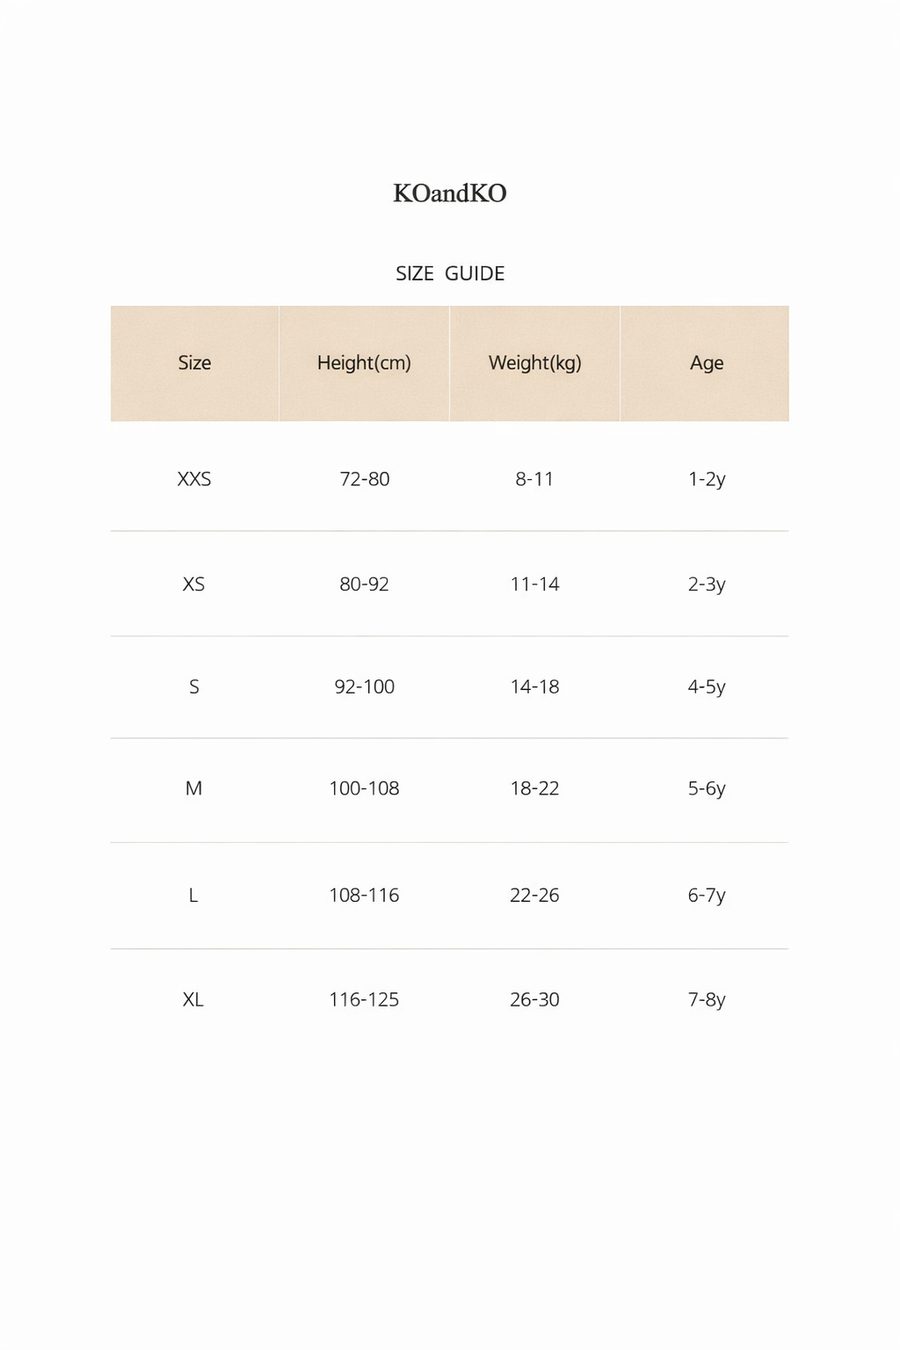 KOandKO
SIZE GUIDE
Size Height(cm) Weight(kg) Age
XXS 72-80 8-11 1-2y
XS 80-92 11-14 2-3y
S 92-100 14-18 4-5y
M 100-108 18-22 5-6y
L 108-116 22-26 6-7y
XL 116-125 26-30 7-8y